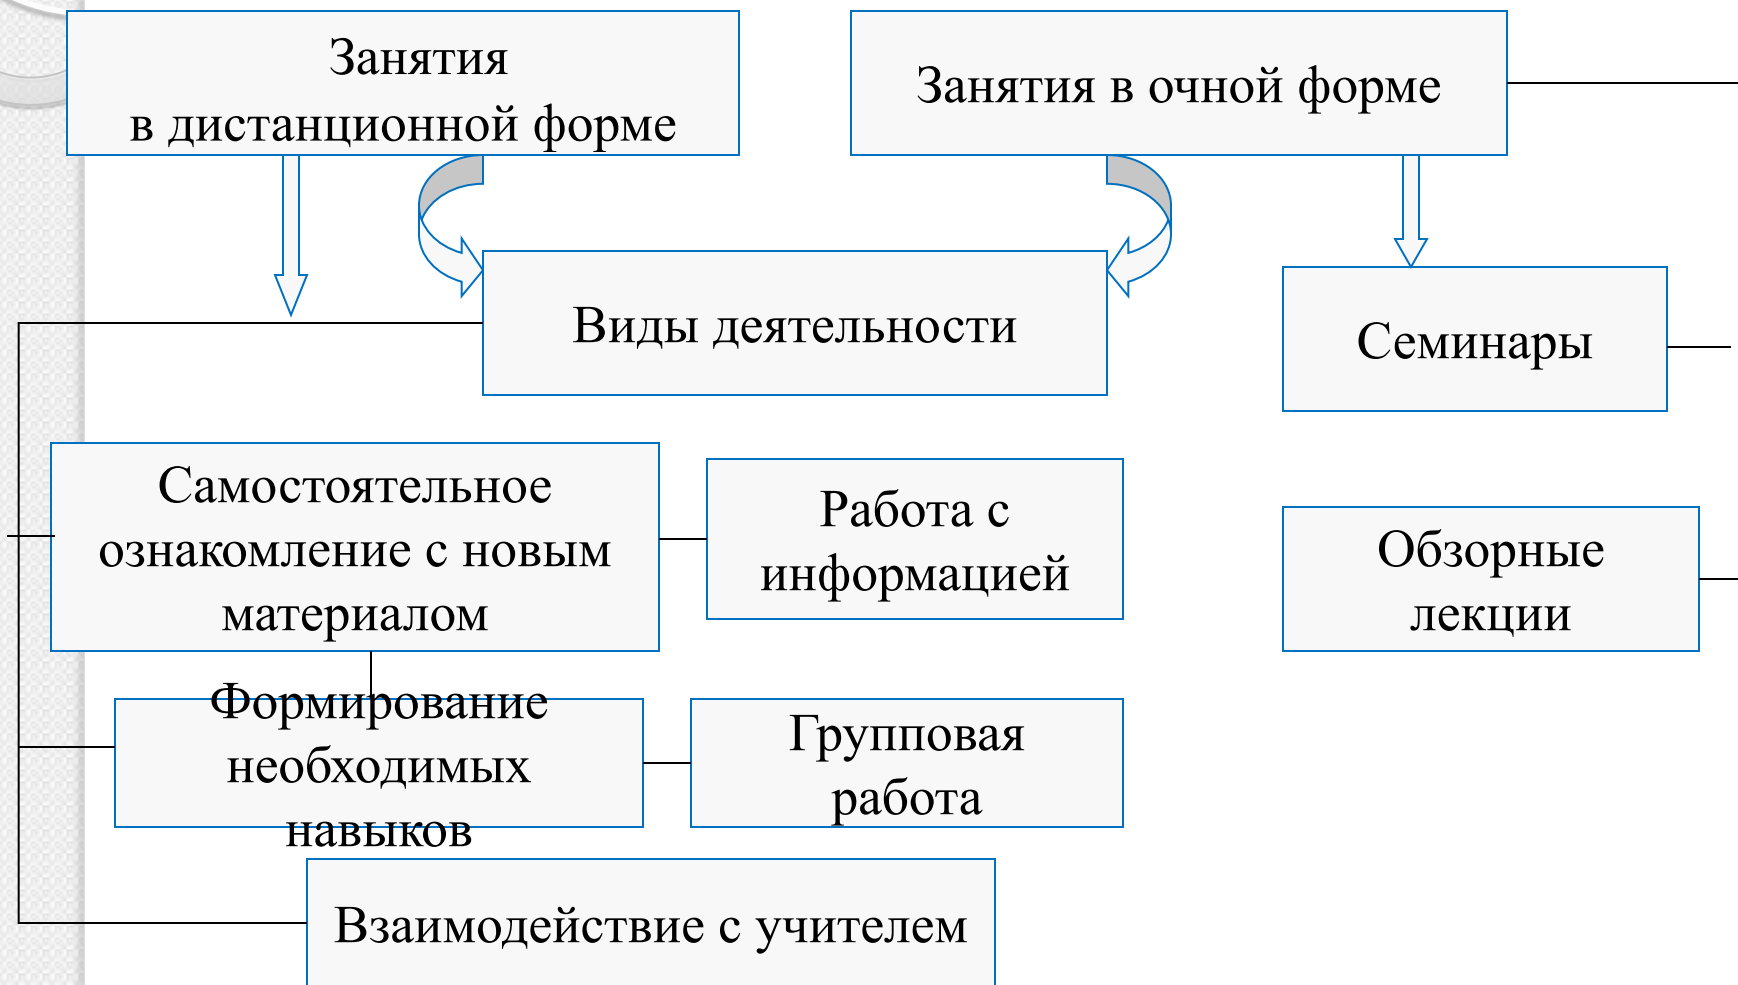 Занятия
в дистанционной форме
Занятия в очной форме
Виды деятельности
Семинары
Самостоятельное
ознакомление с новым
материалом
Работа с
информацией
Обзорные
лекции
Формирование
необходимых
навыков
Групповая
работа
Взаимодействие с учителем